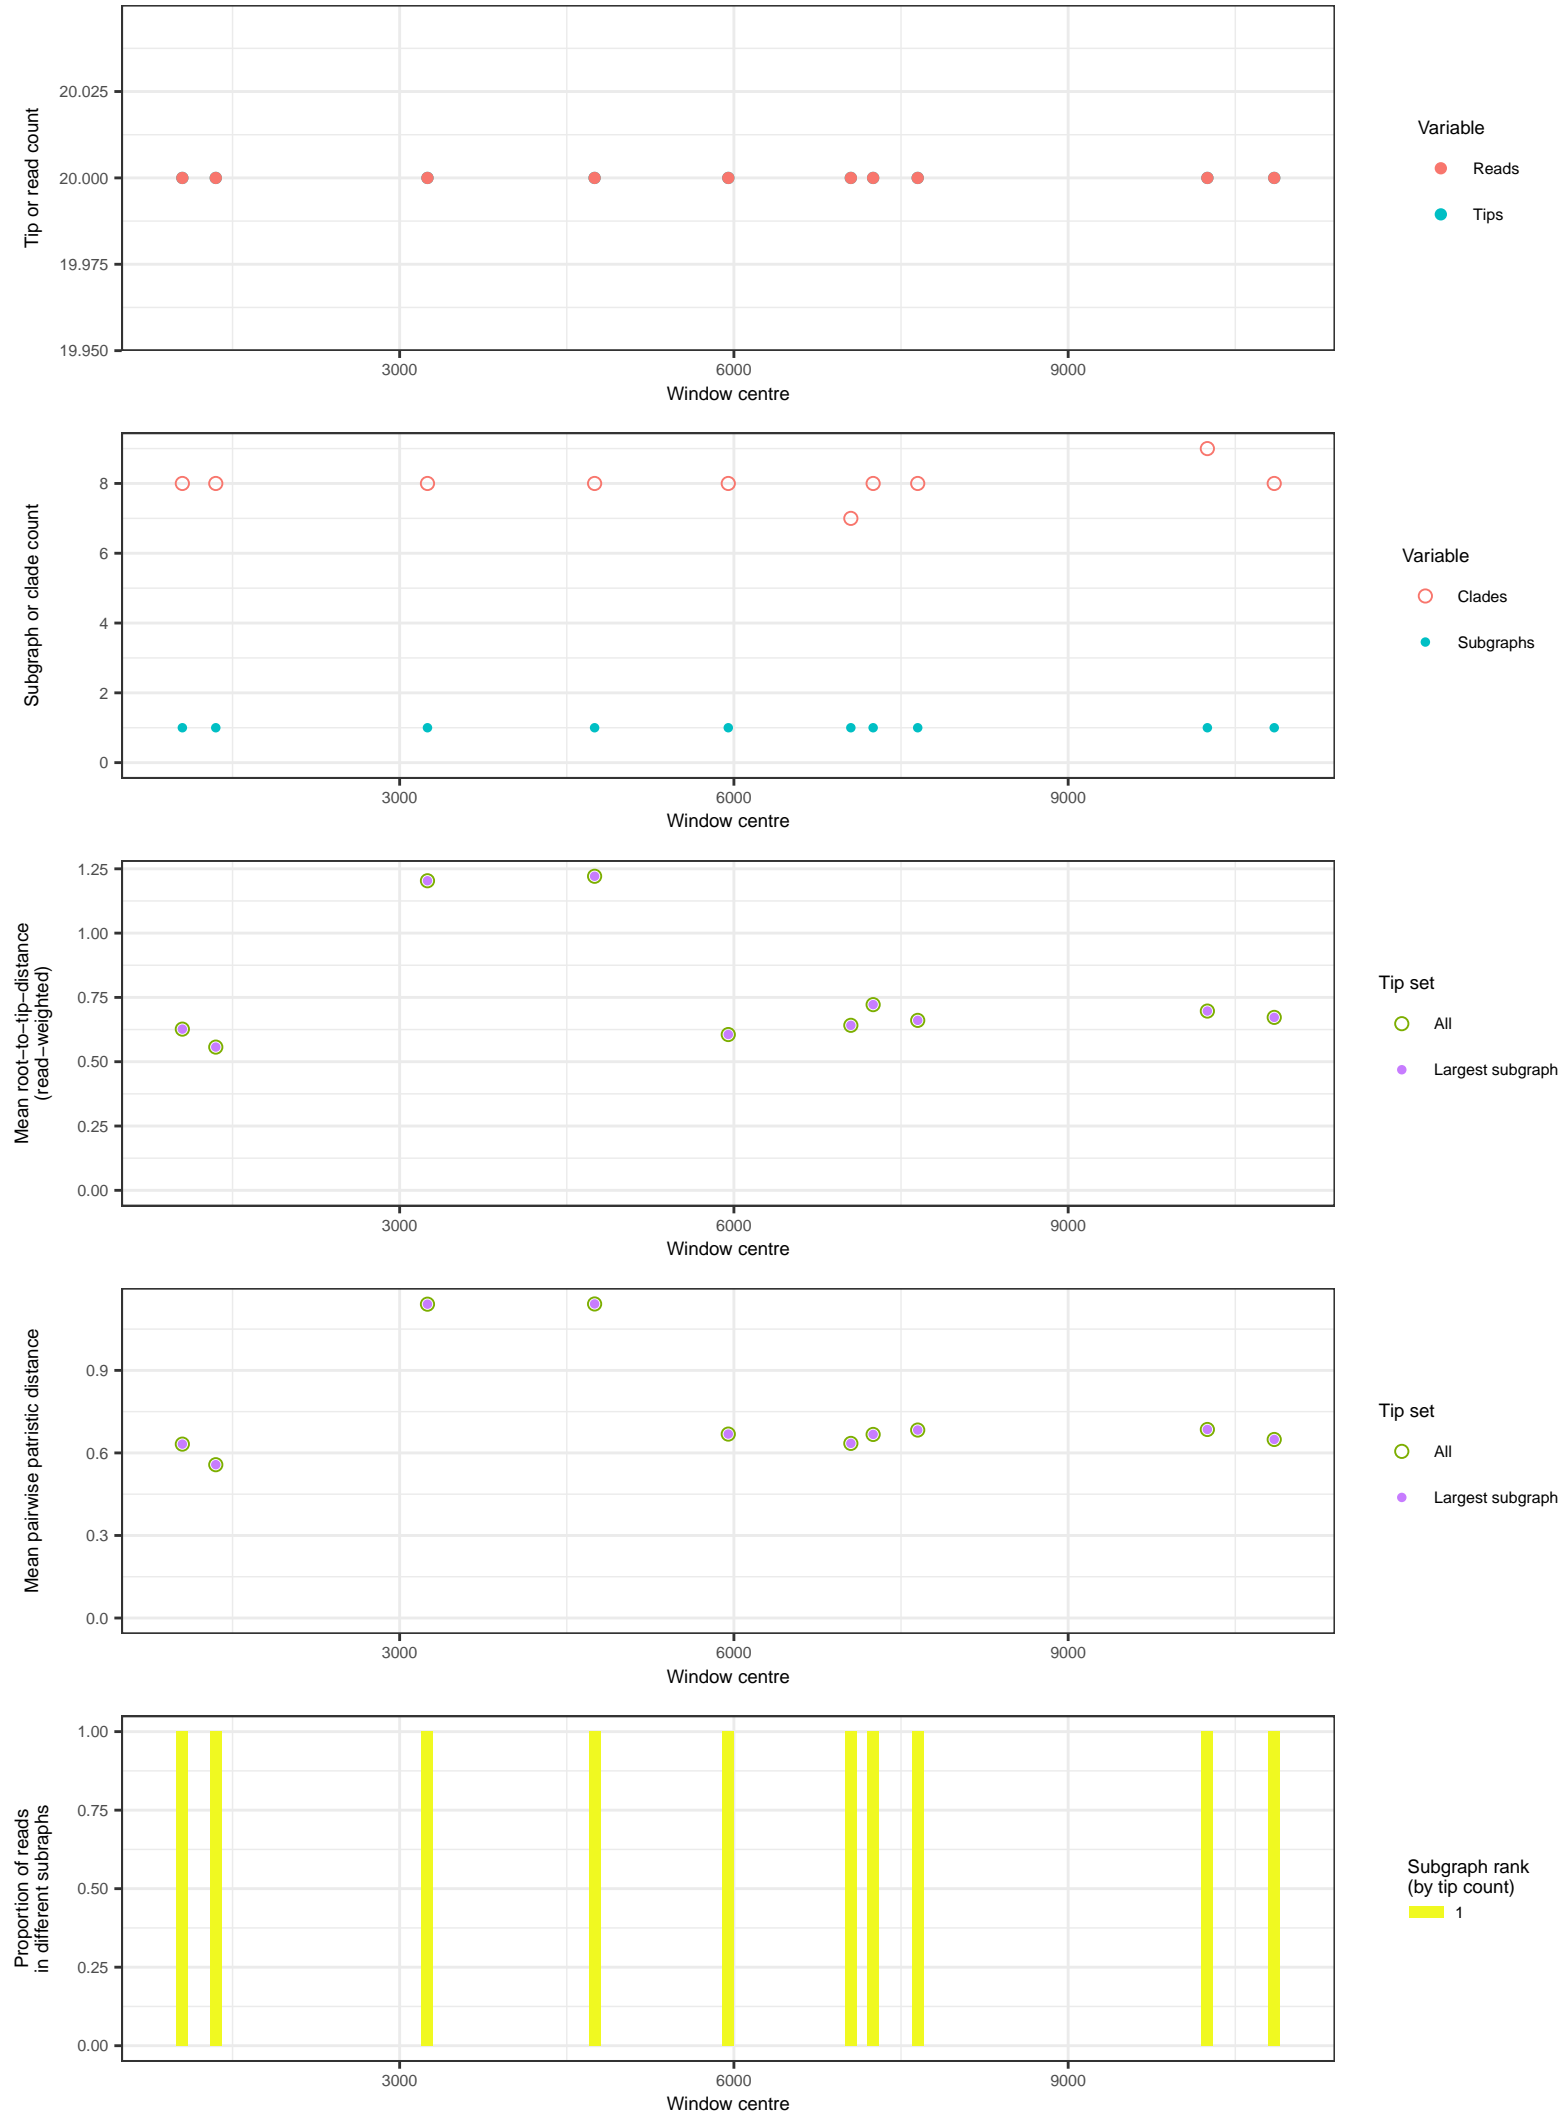 20.025
20.000
19.975
19.950
Tip or read count
3000
6000
9000
Window centre
Variable
Reads
Tips
8
6
4
2
0
Subgraph or clade count
3000
6000
9000
Window centre
Variable
Clades
Subgraphs
1.25
1.00
0.75
0.50
0.25
0.00
Mean root−to−tip−distance
(read−weighted)
3000
6000
9000
Window centre
Tip set
All
Largest subgraph
0.9
0.6
0.3
0.0
Mean pairwise patristic distance
3000
6000
9000
Window centre
Tip set
All
Largest subgraph
1.00
0.75
0.50
0.25
0.00
Proportion of reads
in different subraphs
3000
6000
9000
Window centre
Subgraph rank
(by tip count)
1